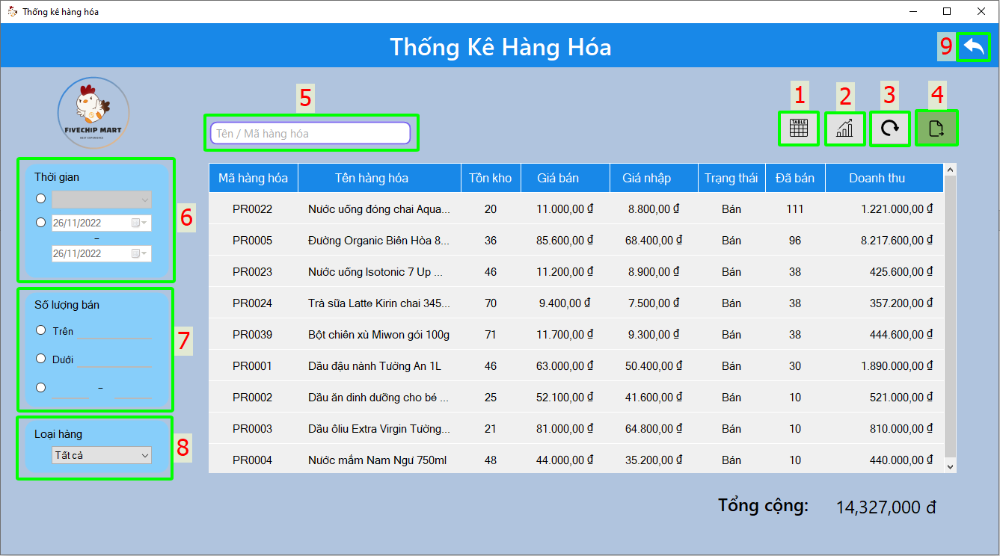 Thống kê hàng hóa
Thống Kê Hàng Hóa
9
FIVECHIP MART
BEST EXPERIENCE
5
Tên / Mã hàng hóa
1 2 3 4
TABLE
Thời gian
26/11/2022
–
26/11/2022
6
Số lượng bán
Trên
Dưới
–
7
Loại hàng
Tất cả
8
Mã hàng hóa Tên hàng hóa Tồn kho Giá bán Giá nhập Trạng thái Đã bán Doanh thu
PR0022 Nước uống đóng chai Aqua... 20 11.000,00 ₫ 8.800,00 ₫ Bán 111 1.221.000,00 ₫
PR0005 Đường Organic Biên Hòa 8... 36 85.600,00 ₫ 68.400,00 ₫ Bán 96 8.217.600,00 ₫
PR0023 Nước uống Isotonic 7 Up ... 46 11.200,00 ₫ 8.900,00 ₫ Bán 38 425.600,00 ₫
PR0024 Trà sữa Latte Kirin chai 345... 70 9.400,00 ₫ 7.500,00 ₫ Bán 38 357.200,00 ₫
PR0039 Bột chiên xù Miwon gói 100g 71 11.700,00 ₫ 9.300,00 ₫ Bán 38 444.600,00 ₫
PR0001 Dầu đậu nành Tường An 1L 46 63.000,00 ₫ 50.400,00 ₫ Bán 30 1.890.000,00 ₫
PR0002 Dầu ăn dinh dưỡng cho bé ... 25 52.100,00 ₫ 41.600,00 ₫ Bán 10 521.000,00 ₫
PR0003 Dầu ôliu Extra Virgin Tường... 21 81.000,00 ₫ 64.800,00 ₫ Bán 10 810.000,00 ₫
PR0004 Nước mắm Nam Ngư 750ml 48 44.000,00 ₫ 35.200,00 ₫ Bán 10 440.000,00 ₫
Tổng cộng: 14,327,000 đ